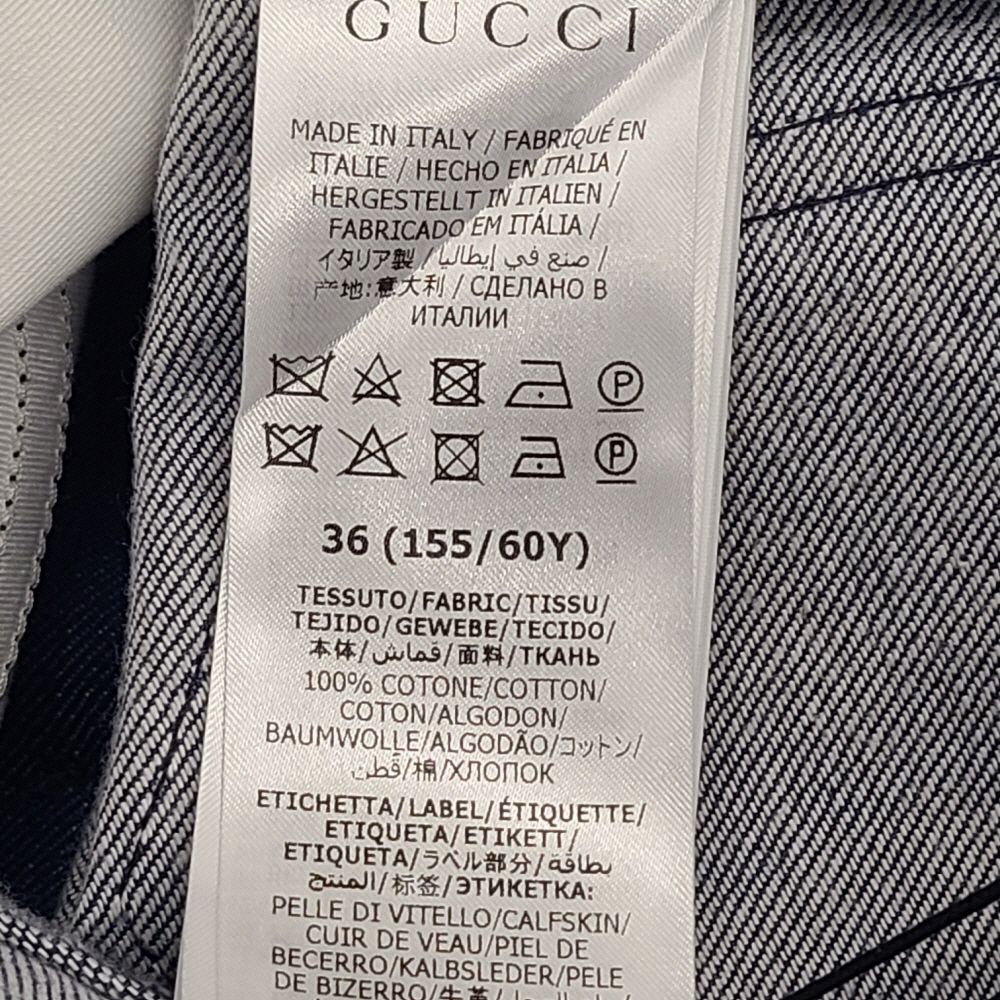 GUCCI
MADE IN ITALY / FABRIQUÉ EN
ITALIE / HECHO EN ITALIA /
HERGESTELLT IN ITALIEN /
FABRICADO EM ITÁLIA /
イタリア製 / صنع في إيطاليا /
产地:意大利 / СДЕЛАНО В
ИТАЛИИ
P
P
36 (155/60Y)
TESSUTO/FABRIC/TISSU/
TEJIDO/GEWEBE/TECIDO/
本体/قماش/面料/ТКАНЬ
100% COTONE/COTTON/
COTON/ALGODON/
BAUMWOLLE/ALGODÃO/コットン/
قطن/棉/ХЛОПОК
ETICHETTA/LABEL/ÉTIQUETTE/
ETIQUETA/ETIKETT/
ETIQUETA/ラベル部分/بطاقة
المنتج/标签/ЭТИКЕТКА:
PELLE DI VITELLO/CALFSKIN/
CUIR DE VEAU/PIEL DE
BECERRO/KALBSLEDER/PELE
DE BIZERRO/牛革/